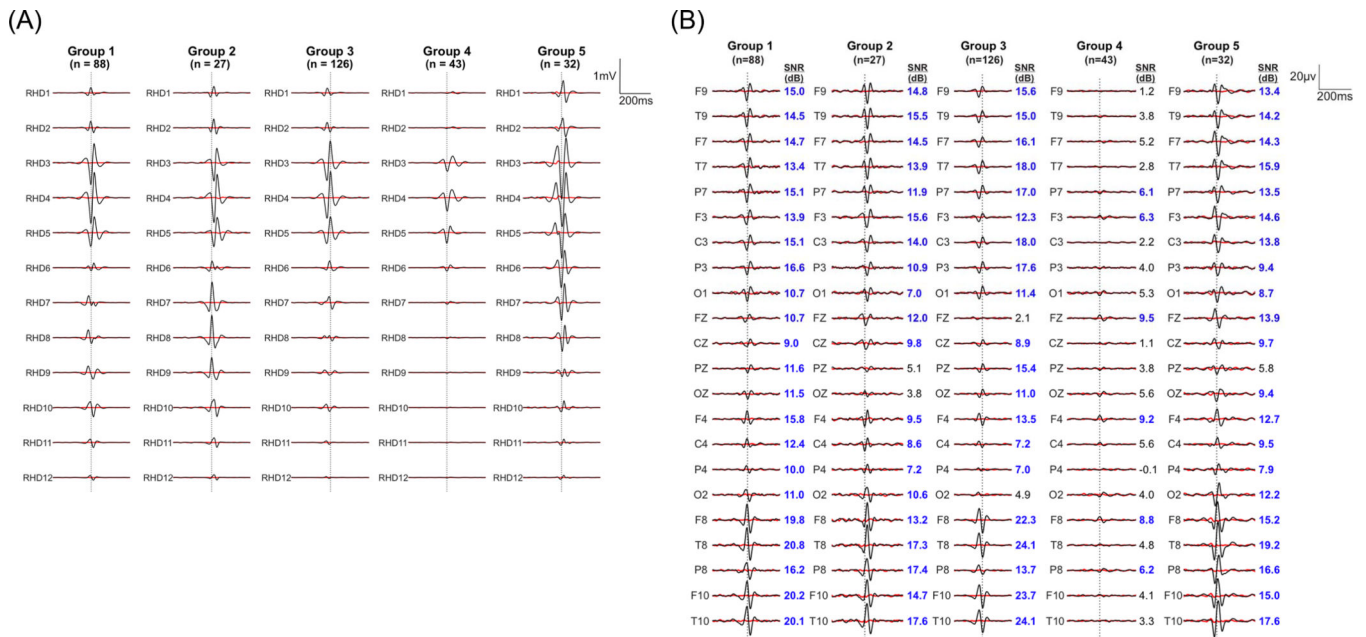 (A)
Group 1 Group 2 Group 3 Group 4 Group 5
(n = 88) (n = 27) (n = 126) (n = 43) (n = 32)
1mV
200ms
RHD1 RHD1 RHD1 RHD1 RHD1
RHD2 RHD2 RHD2 RHD2 RHD2
RHD3 RHD3 RHD3 RHD3 RHD3
RHD4 RHD4 RHD4 RHD4 RHD4
RHD5 RHD5 RHD5 RHD5 RHD5
RHD6 RHD6 RHD6 RHD6 RHD6
RHD7 RHD7 RHD7 RHD7 RHD7
RHD8 RHD8 RHD8 RHD8 RHD8
RHD9 RHD9 RHD9 RHD9 RHD9
RHD10 RHD10 RHD10 RHD10 RHD10
RHD11 RHD11 RHD11 RHD11 RHD11
RHD12 RHD12 RHD12 RHD12 RHD12
(B)
Group 1 Group 2 Group 3 Group 4 Group 5
(n=88) (n=27) (n=126) (n=43) (n=32)
SNR SNR SNR SNR SNR
(dB) (dB) (dB) (dB) (dB)
20µv
200ms
F9 15.0 F9 14.8 F9 15.6 F9 1.2 F9 13.4
T9 14.5 T9 15.5 T9 15.0 T9 3.8 T9 14.2
F7 14.7 F7 14.5 F7 16.1 F7 5.2 F7 14.3
T7 13.4 T7 13.9 T7 18.0 T7 2.8 T7 15.9
P7 15.1 P7 11.9 P7 17.0 P7 6.1 P7 13.5
F3 13.9 F3 15.6 F3 12.3 F3 6.3 F3 14.6
C3 15.1 C3 14.0 C3 18.0 C3 2.2 C3 13.8
P3 16.6 P3 10.9 P3 17.6 P3 4.0 P3 9.4
O1 10.7 O1 7.0 O1 11.4 O1 5.3 O1 8.7
FZ 10.7 FZ 12.0 FZ 2.1 FZ 9.5 FZ 13.9
CZ 9.0 CZ 9.8 CZ 8.9 CZ 1.1 CZ 9.7
PZ 11.6 PZ 5.1 PZ 15.4 PZ 3.8 PZ 5.8
OZ 11.5 OZ 3.8 OZ 11.0 OZ 5.6 OZ 9.4
F4 15.8 F4 9.5 F4 13.5 F4 9.2 F4 12.7
C4 12.4 C4 8.6 C4 7.2 C4 5.6 C4 9.5
P4 10.0 P4 7.2 P4 7.0 P4 -0.1 P4 7.9
O2 11.0 O2 10.6 O2 4.9 O2 4.0 O2 12.2
F8 19.8 F8 13.2 F8 22.3 F8 8.8 F8 15.2
T8 20.8 T8 17.3 T8 24.1 T8 4.8 T8 19.2
P8 16.2 P8 17.4 P8 13.7 P8 6.2 P8 16.6
F10 20.2 F10 14.7 F10 23.7 F10 4.1 F10 15.0
T10 20.1 T10 17.6 T10 24.1 T10 3.3 T10 17.6